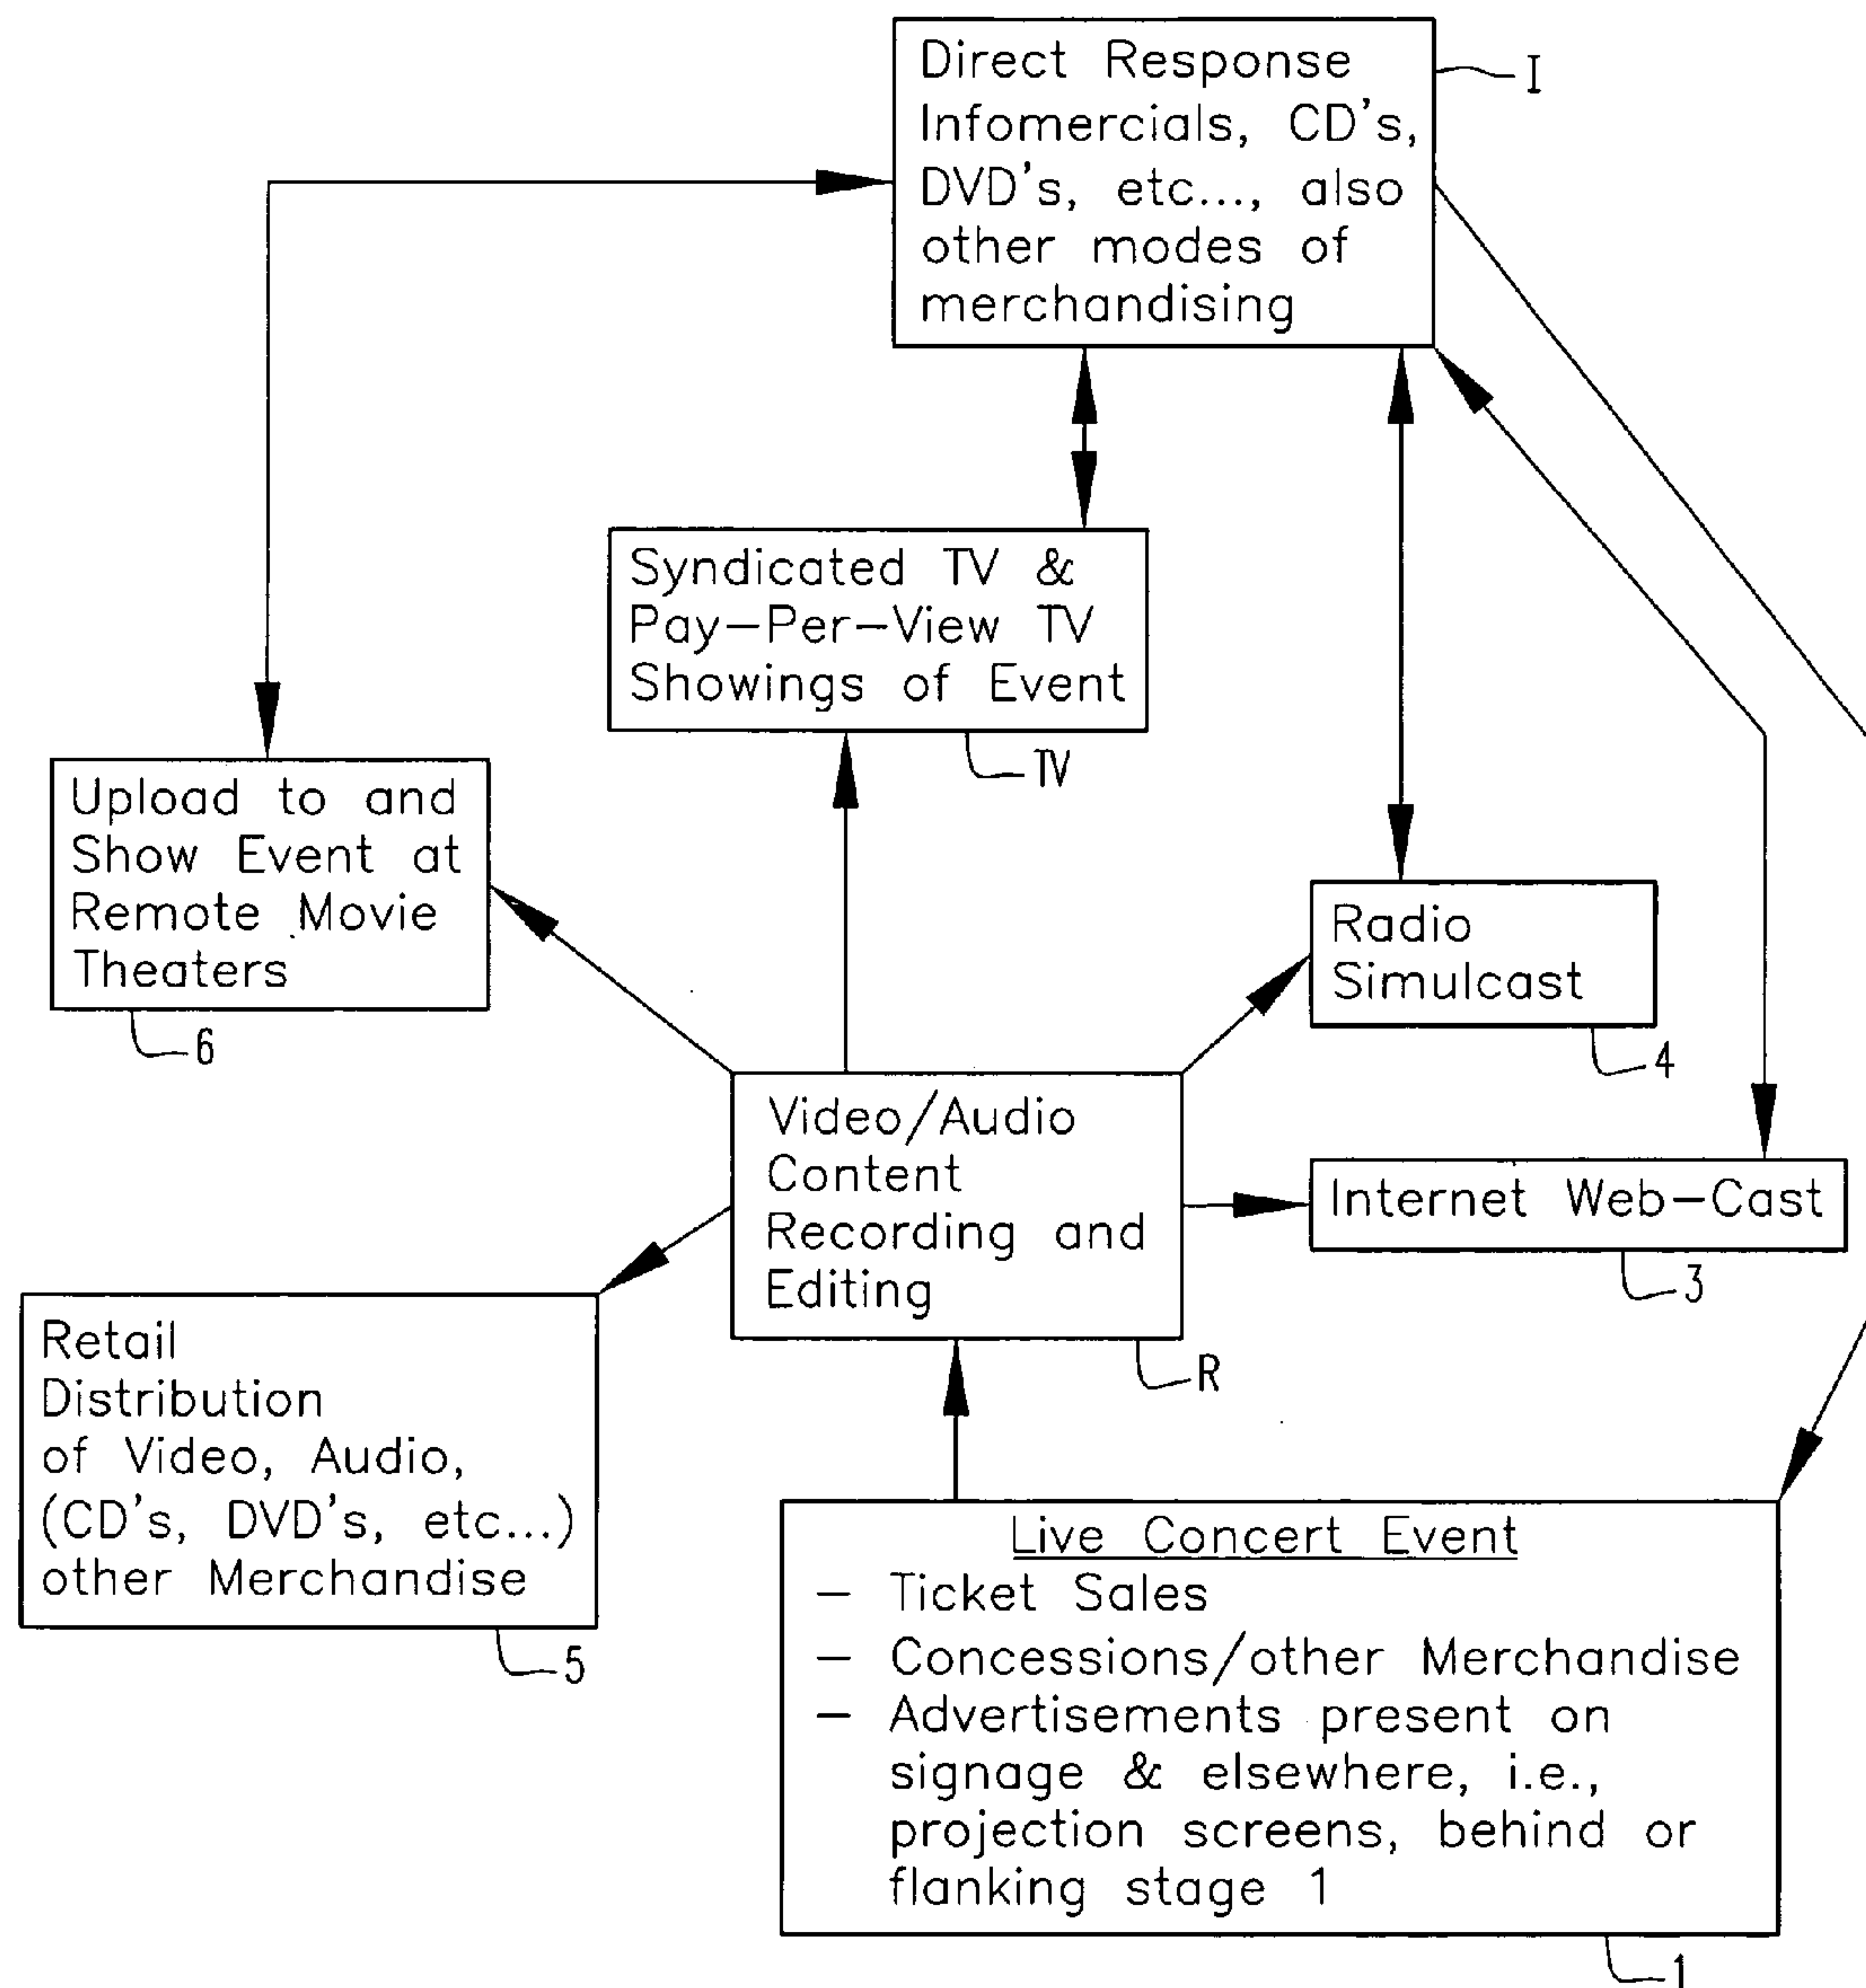 Direct Response
Infomercials, CD's,
DVD's, etc..., also
other modes of
merchandising
I
Syndicated TV &
Pay-Per-View TV
Showings of Event
TV
Upload to and
Show Event at
Remote Movie
Theaters
6
Radio
Simulcast
4
Video/Audio
Content
Recording and
Editing
R
Internet Web-Cast
3
Retail
Distribution
of Video, Audio,
(CD's, DVD's, etc...)
other Merchandise
5
Live Concert Event
- Ticket Sales
- Concessions/other Merchandise
- Advertisements present on
signage & elsewhere, i.e.,
projection screens, behind or
flanking stage 1
1